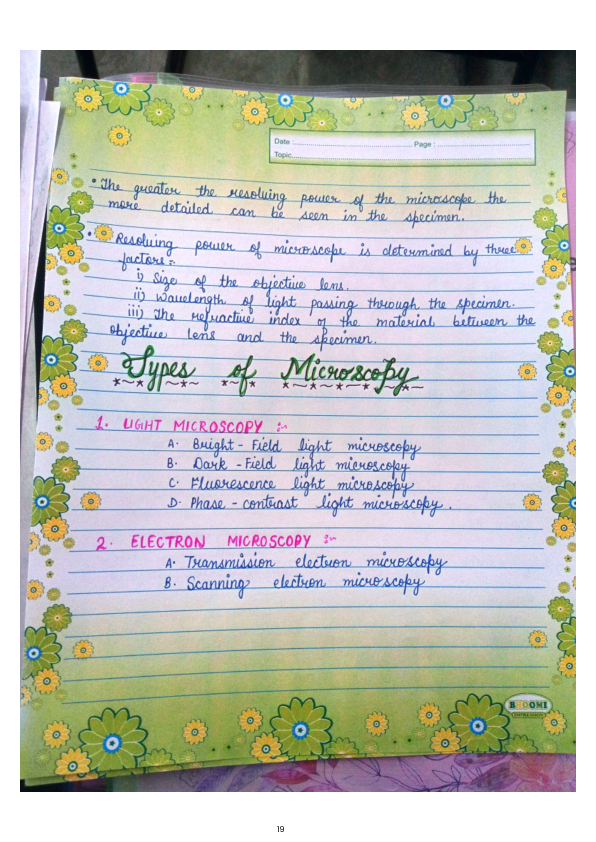 Date : Page :
Topic
• The greater the resolving power of the microscope the
more detailed can be seen in the specimen.
• Resolving power of microscope is determined by three
factors :
i) Size of the objective lens.
ii) Wavelength of light passing through the specimen.
iii) The refractive index of the material between the
objective lens and the specimen.
Types of Microscopy
1. LIGHT MICROSCOPY :-
A. Bright - Field light microscopy
B. Dark - Field light microscopy
C. Fluorescence light microscopy
D. Phase - contrast light microscopy.
2. ELECTRON MICROSCOPY :-
A. Transmission electron microscopy
B. Scanning electron microscopy
BHOOMI
19